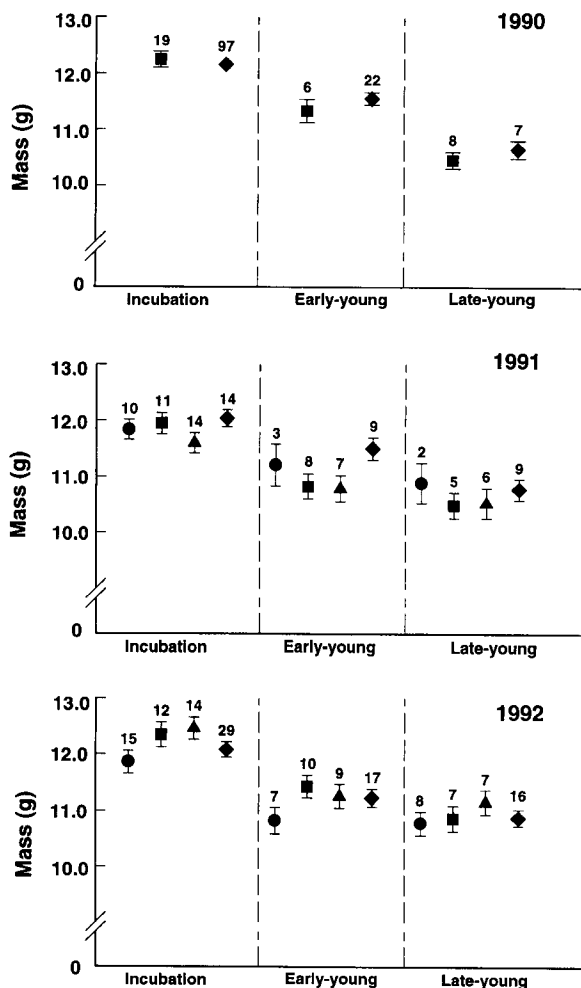 13.0
1990
19
97
12.0
6
22
11.0
8
7
10.0
Mass (g)
0
Incubation Early-young Late-young
13.0
1991
10 11 14 14
12.0
3 8 7 9
11.0
2 5 6 9
10.0
Mass (g)
0
Incubation Early-young Late-young
13.0
1992
15 12 14 29
12.0
7 10 9 17
11.0
8 7 7 16
10.0
Mass (g)
0
Incubation Early-young Late-young